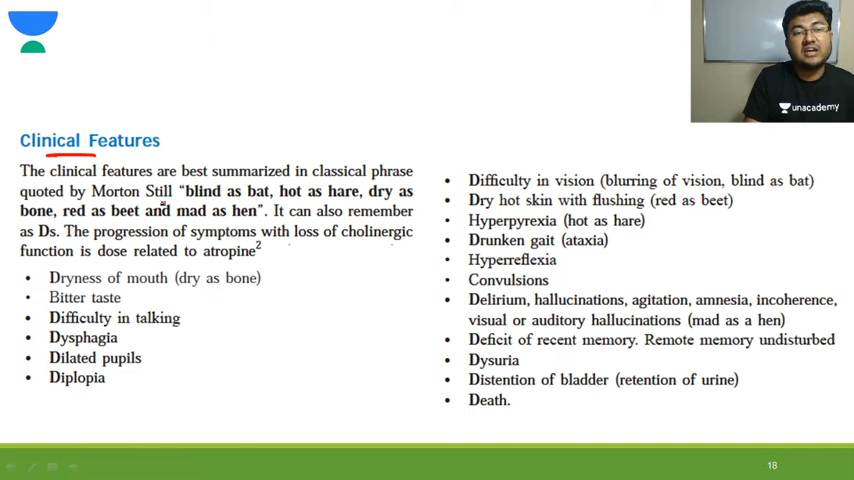 unacademy
Clinical Features
The clinical features are best summarized in classical phrase
quoted by Morton Still "blind as bat, hot as hare, dry as
bone, red as beet and mad as hen". It can also remember
as Ds. The progression of symptoms with loss of cholinergic
function is dose related to atropine2
• Dryness of mouth (dry as bone)
• Bitter taste
• Difficulty in talking
• Dysphagia
• Dilated pupils
• Diplopia
• Difficulty in vision (blurring of vision, blind as bat)
• Dry hot skin with flushing (red as beet)
• Hyperpyrexia (hot as hare)
• Drunken gait (ataxia)
• Hyperreflexia
• Convulsions
• Delirium, hallucinations, agitation, amnesia, incoherence,
visual or auditory hallucinations (mad as a hen)
• Deficit of recent memory. Remote memory undisturbed
• Dysuria
• Distention of bladder (retention of urine)
• Death.
18